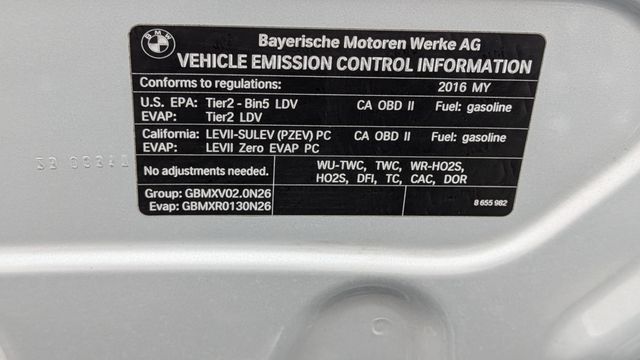 BMW
Bayerische Motoren Werke AG
VEHICLE EMISSION CONTROL INFORMATION
Conforms to regulations: 2016 MY
U.S. EPA: Tier2 - Bin5 LDV CA OBD II Fuel: gasoline
EVAP: Tier2 LDV
California: LEVII-SULEV (PZEV) PC CA OBD II Fuel: gasoline
EVAP: LEVII Zero EVAP PC
No adjustments needed.
WU-TWC, TWC, WR-HO2S,
HO2S, DFI, TC, CAC, DOR
Group: GBMXV02.0N26
Evap: GBMXR0130N26
8 655 982